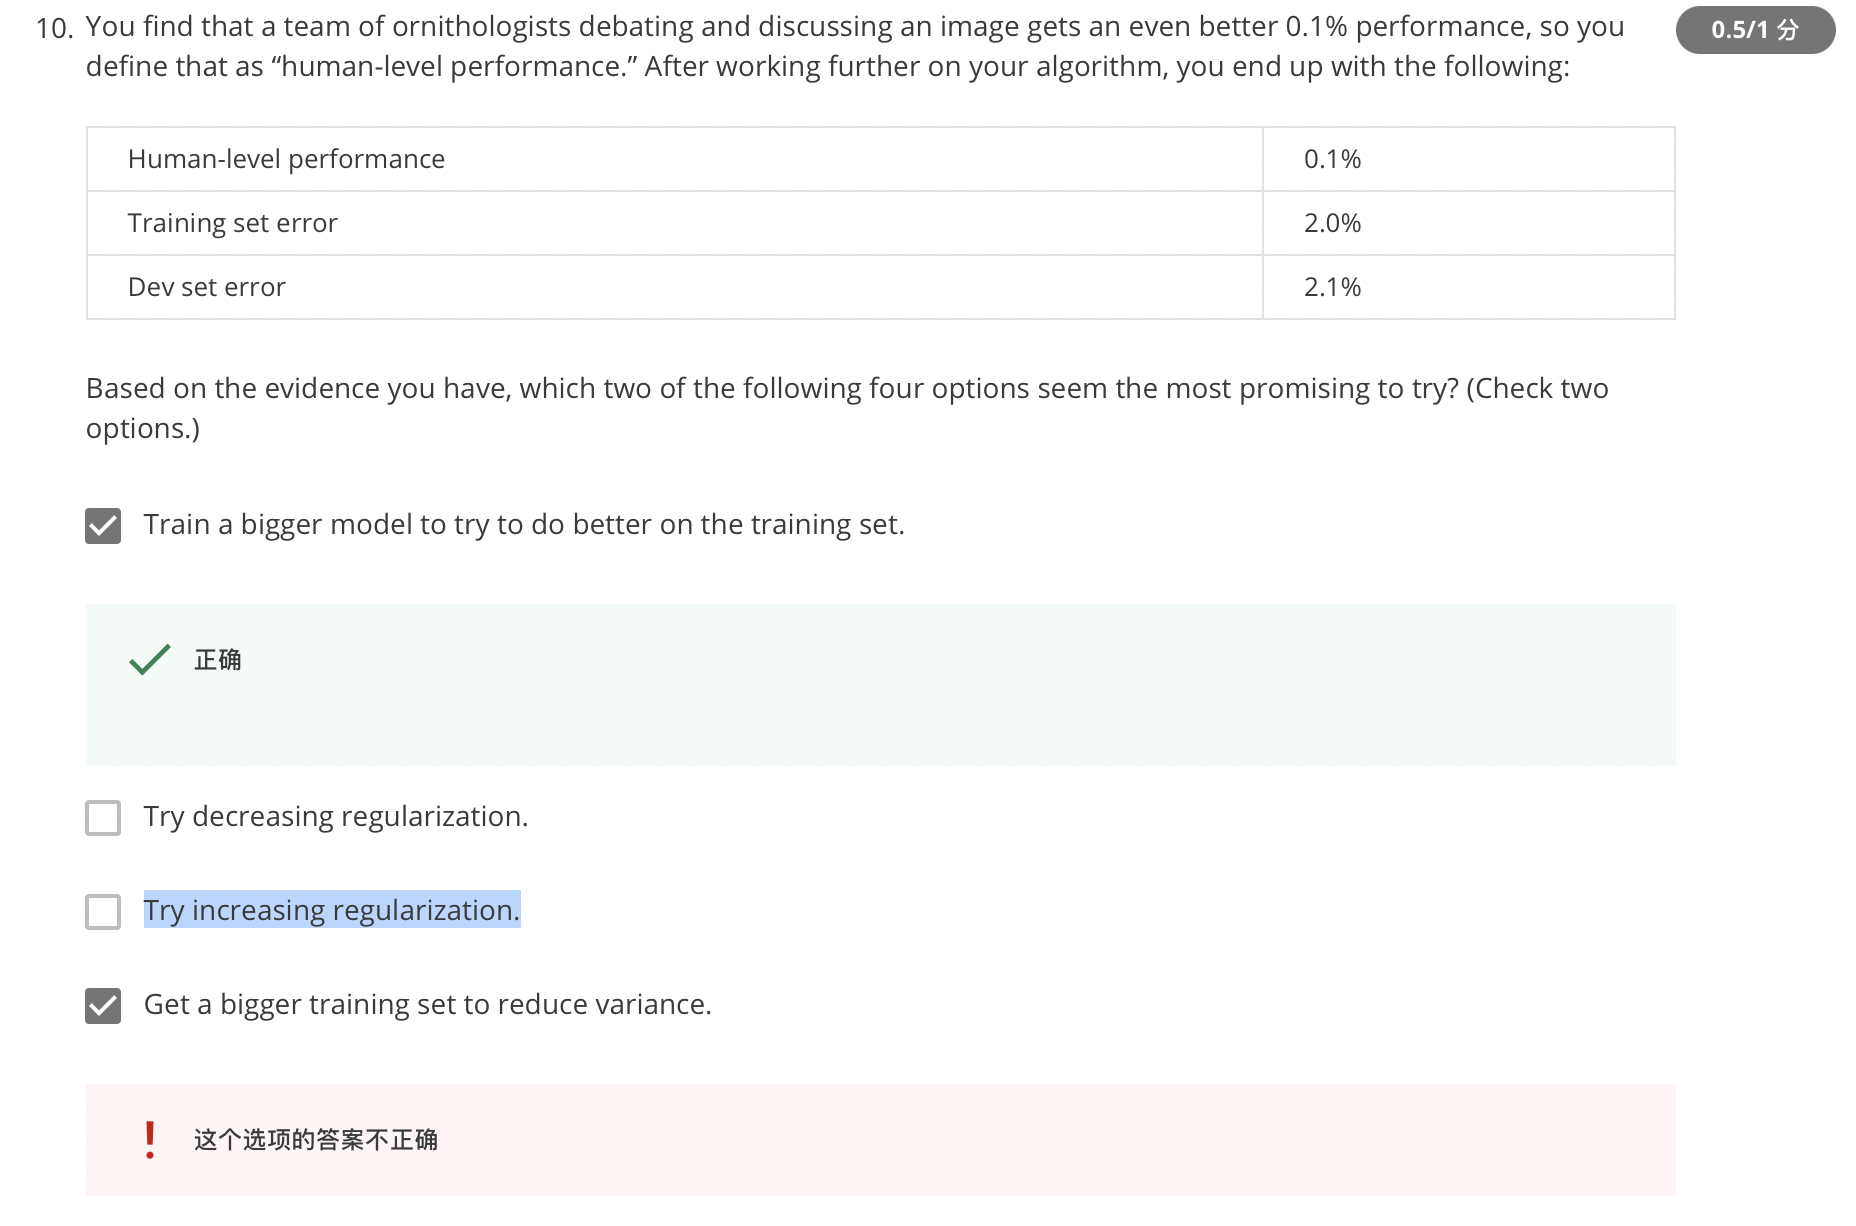 10. You find that a team of ornithologists debating and discussing an image gets an even better 0.1% performance, so you
0.5/1 分
define that as “human-level performance.” After working further on your algorithm, you end up with the following:
Human-level performance 0.1%
Training set error 2.0%
Dev set error 2.1%
Based on the evidence you have, which two of the following four options seem the most promising to try? (Check two
options.)
Train a bigger model to try to do better on the training set.
正确
Try decreasing regularization.
Try increasing regularization.
Get a bigger training set to reduce variance.
这个选项的答案不正确